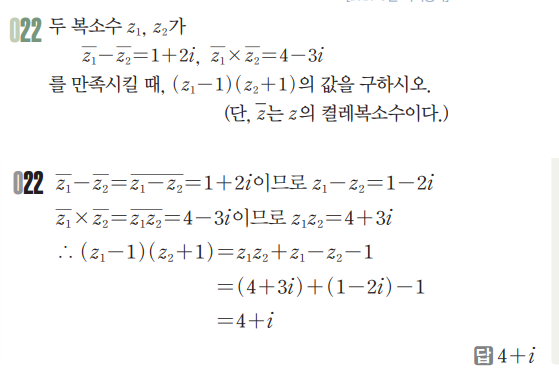 022 두 복소수 z₁, z₂가
z̅₁−z̅₂=1+2i, z̅₁×z̅₂=4−3i
를 만족시킬 때, (z₁−1)(z₂+1)의 값을 구하시오.
(단, z̅는 z의 켤레복소수이다.)
022 z̅₁−z̅₂=\overline{z₁−z₂}=1+2i이므로 z₁−z₂=1−2i
z̅₁×z̅₂=\overline{z₁z₂}=4−3i이므로 z₁z₂=4+3i
∴ (z₁−1)(z₂+1)=z₁z₂+z₁−z₂−1
=(4+3i)+(1−2i)−1
=4+i
답 4+i